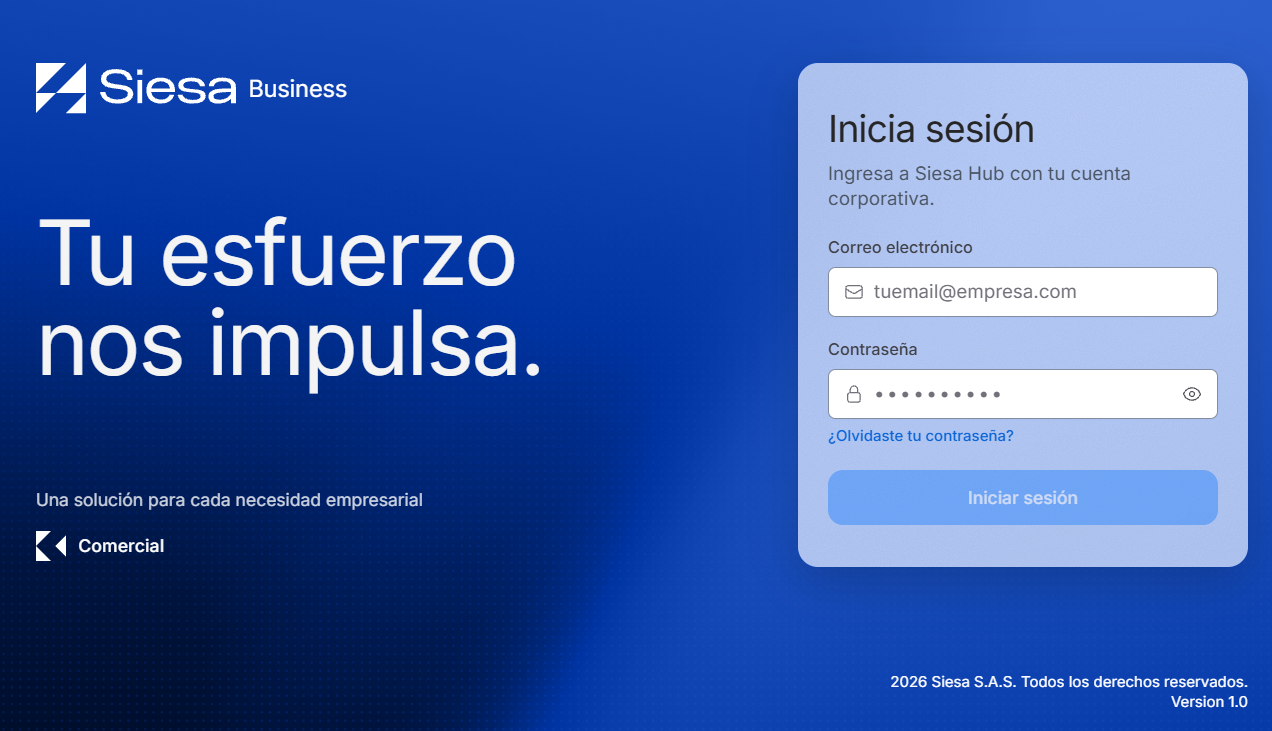 Siesa Business
Tu esfuerzo
nos impulsa.
Una solución para cada necesidad empresarial
Comercial
Inicia sesión
Ingresa a Siesa Hub con tu cuenta
corporativa.
Correo electrónico
tuemail@empresa.com
Contraseña
••••••••••
¿Olvidaste tu contraseña?
Iniciar sesión
2026 Siesa S.A.S. Todos los derechos reservados.
Version 1.0